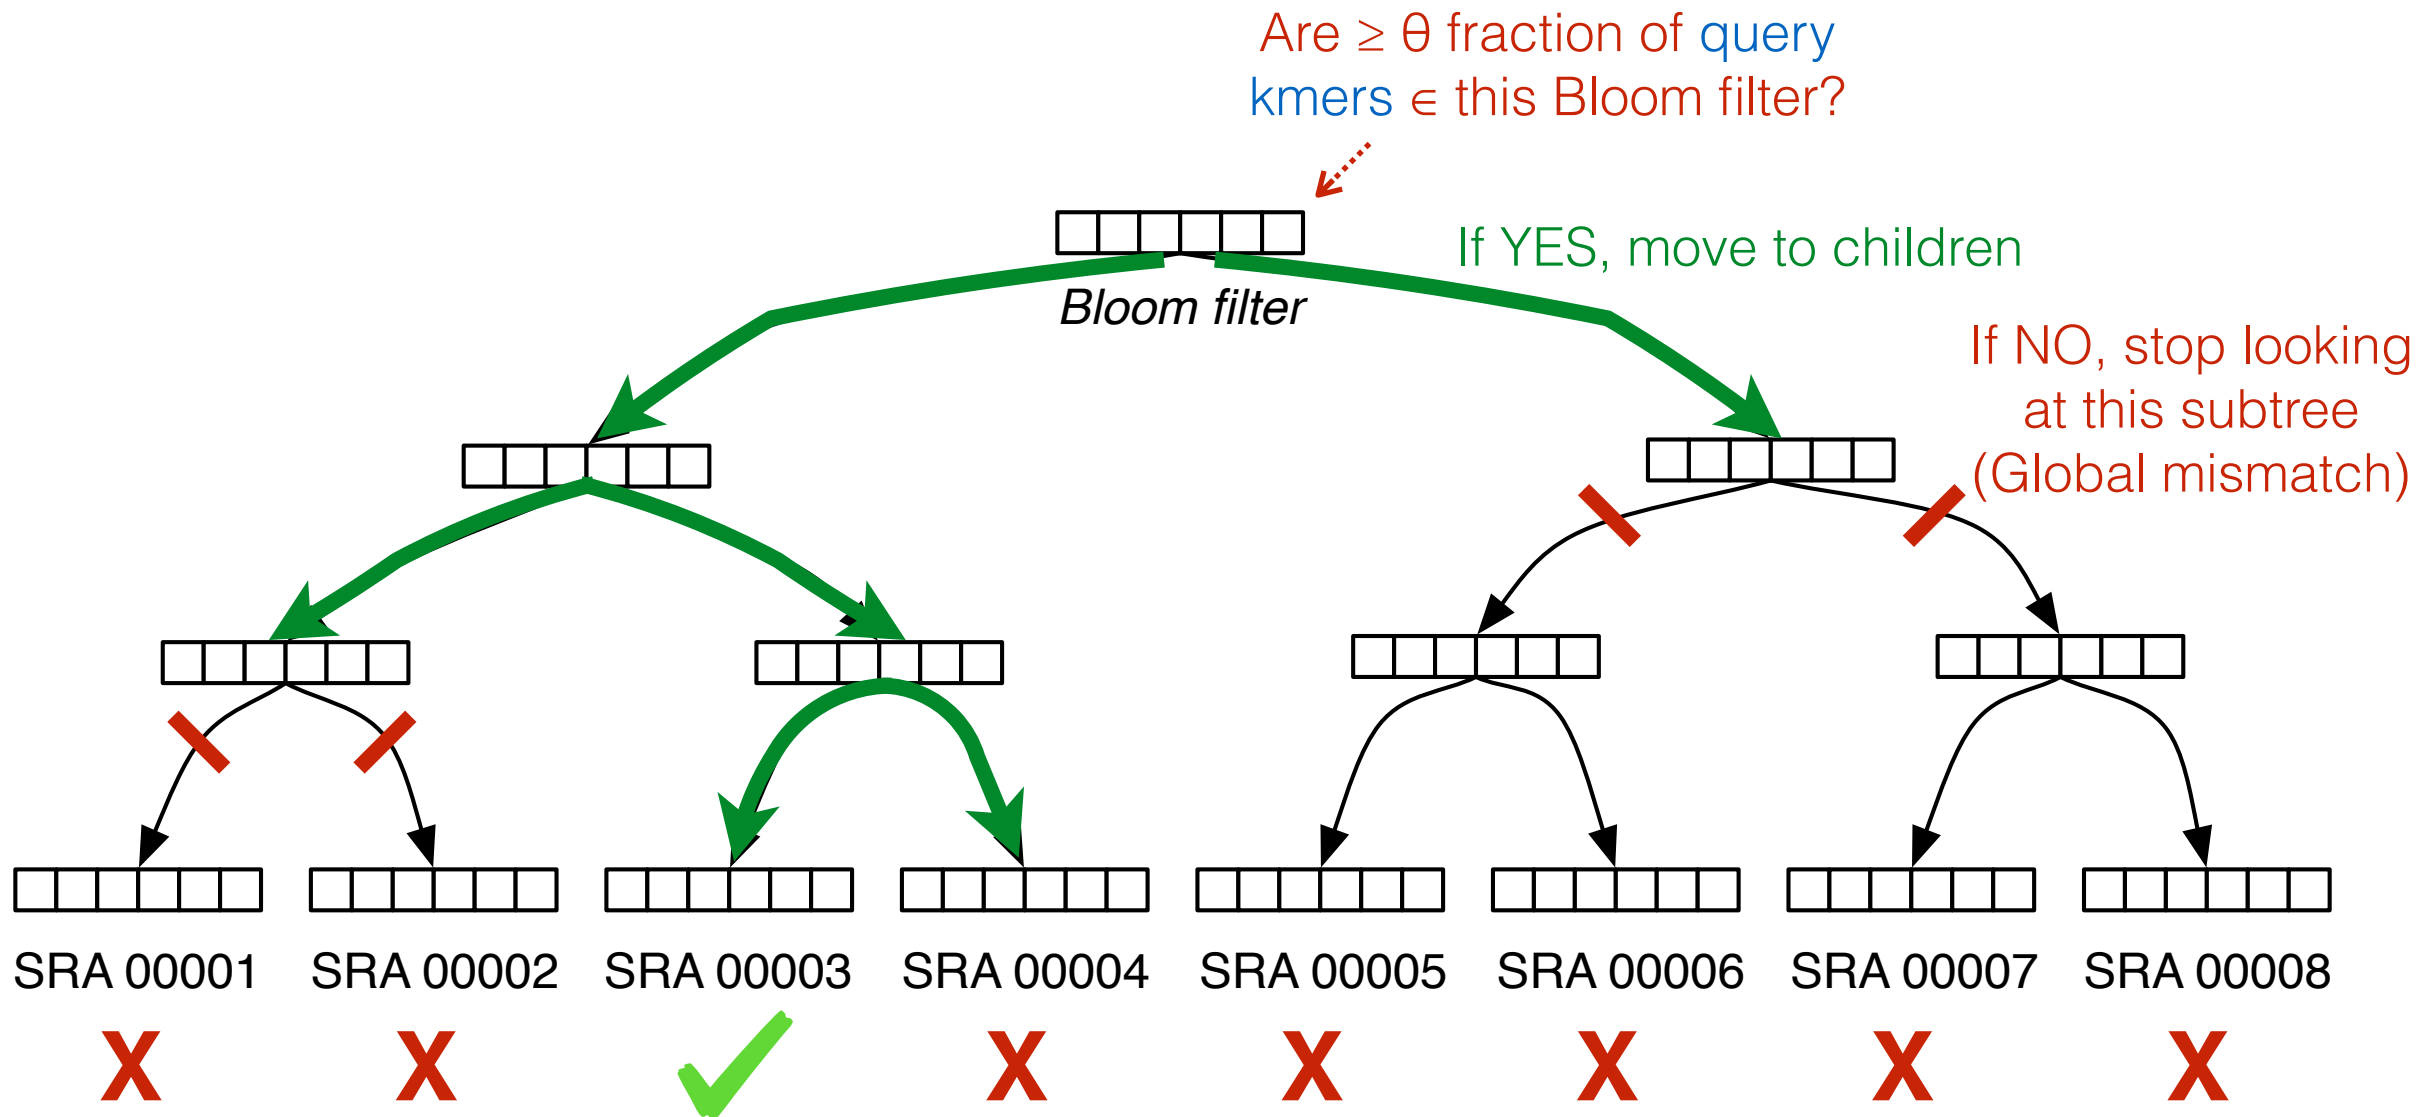 Are ≥ θ fraction of query
kmers ∈ this Bloom filter?
If YES, move to children
Bloom filter
If NO, stop looking
at this subtree
(Global mismatch)
SRA 00001
SRA 00002
SRA 00003
SRA 00004
SRA 00005
SRA 00006
SRA 00007
SRA 00008
X
X
X
X
X
X
X